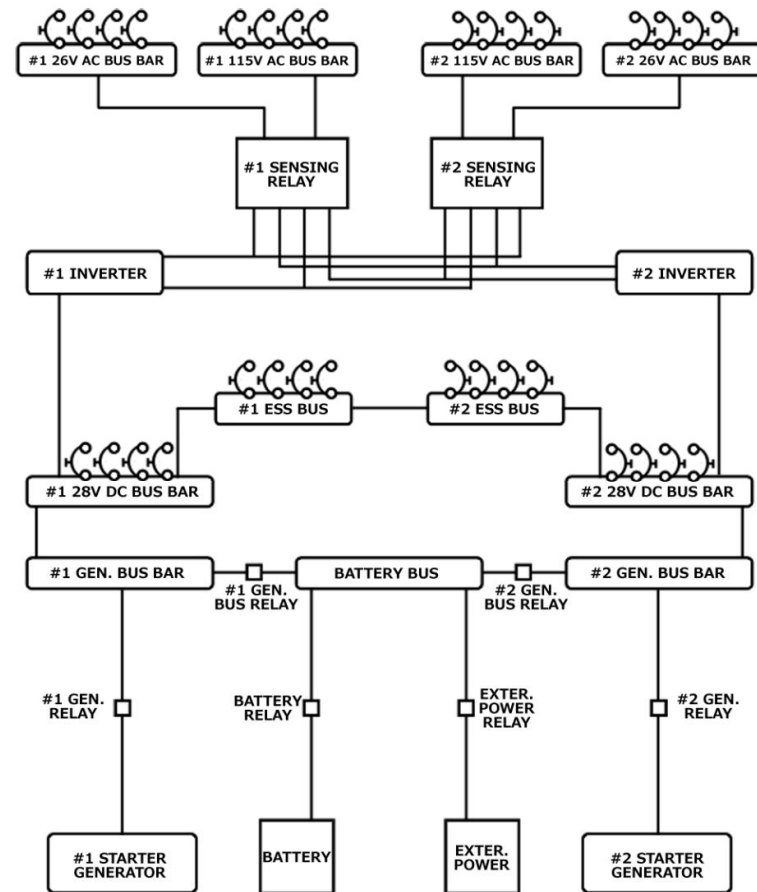 #1 26V AC BUS BAR
#1 115V AC BUS BAR
#2 115V AC BUS BAR
#2 26V AC BUS BAR
#1 SENSING
RELAY
#2 SENSING
RELAY
#1 INVERTER
#2 INVERTER
#1 ESS BUS
#2 ESS BUS
#1 28V DC BUS BAR
#2 28V DC BUS BAR
#1 GEN. BUS BAR
BATTERY BUS
#2 GEN. BUS BAR
#1 GEN.
BUS RELAY
#2 GEN.
BUS RELAY
#1 GEN.
RELAY
BATTERY
RELAY
EXTER.
POWER
RELAY
#2 GEN.
RELAY
#1 STARTER
GENERATOR
BATTERY
EXTER.
POWER
#2 STARTER
GENERATOR